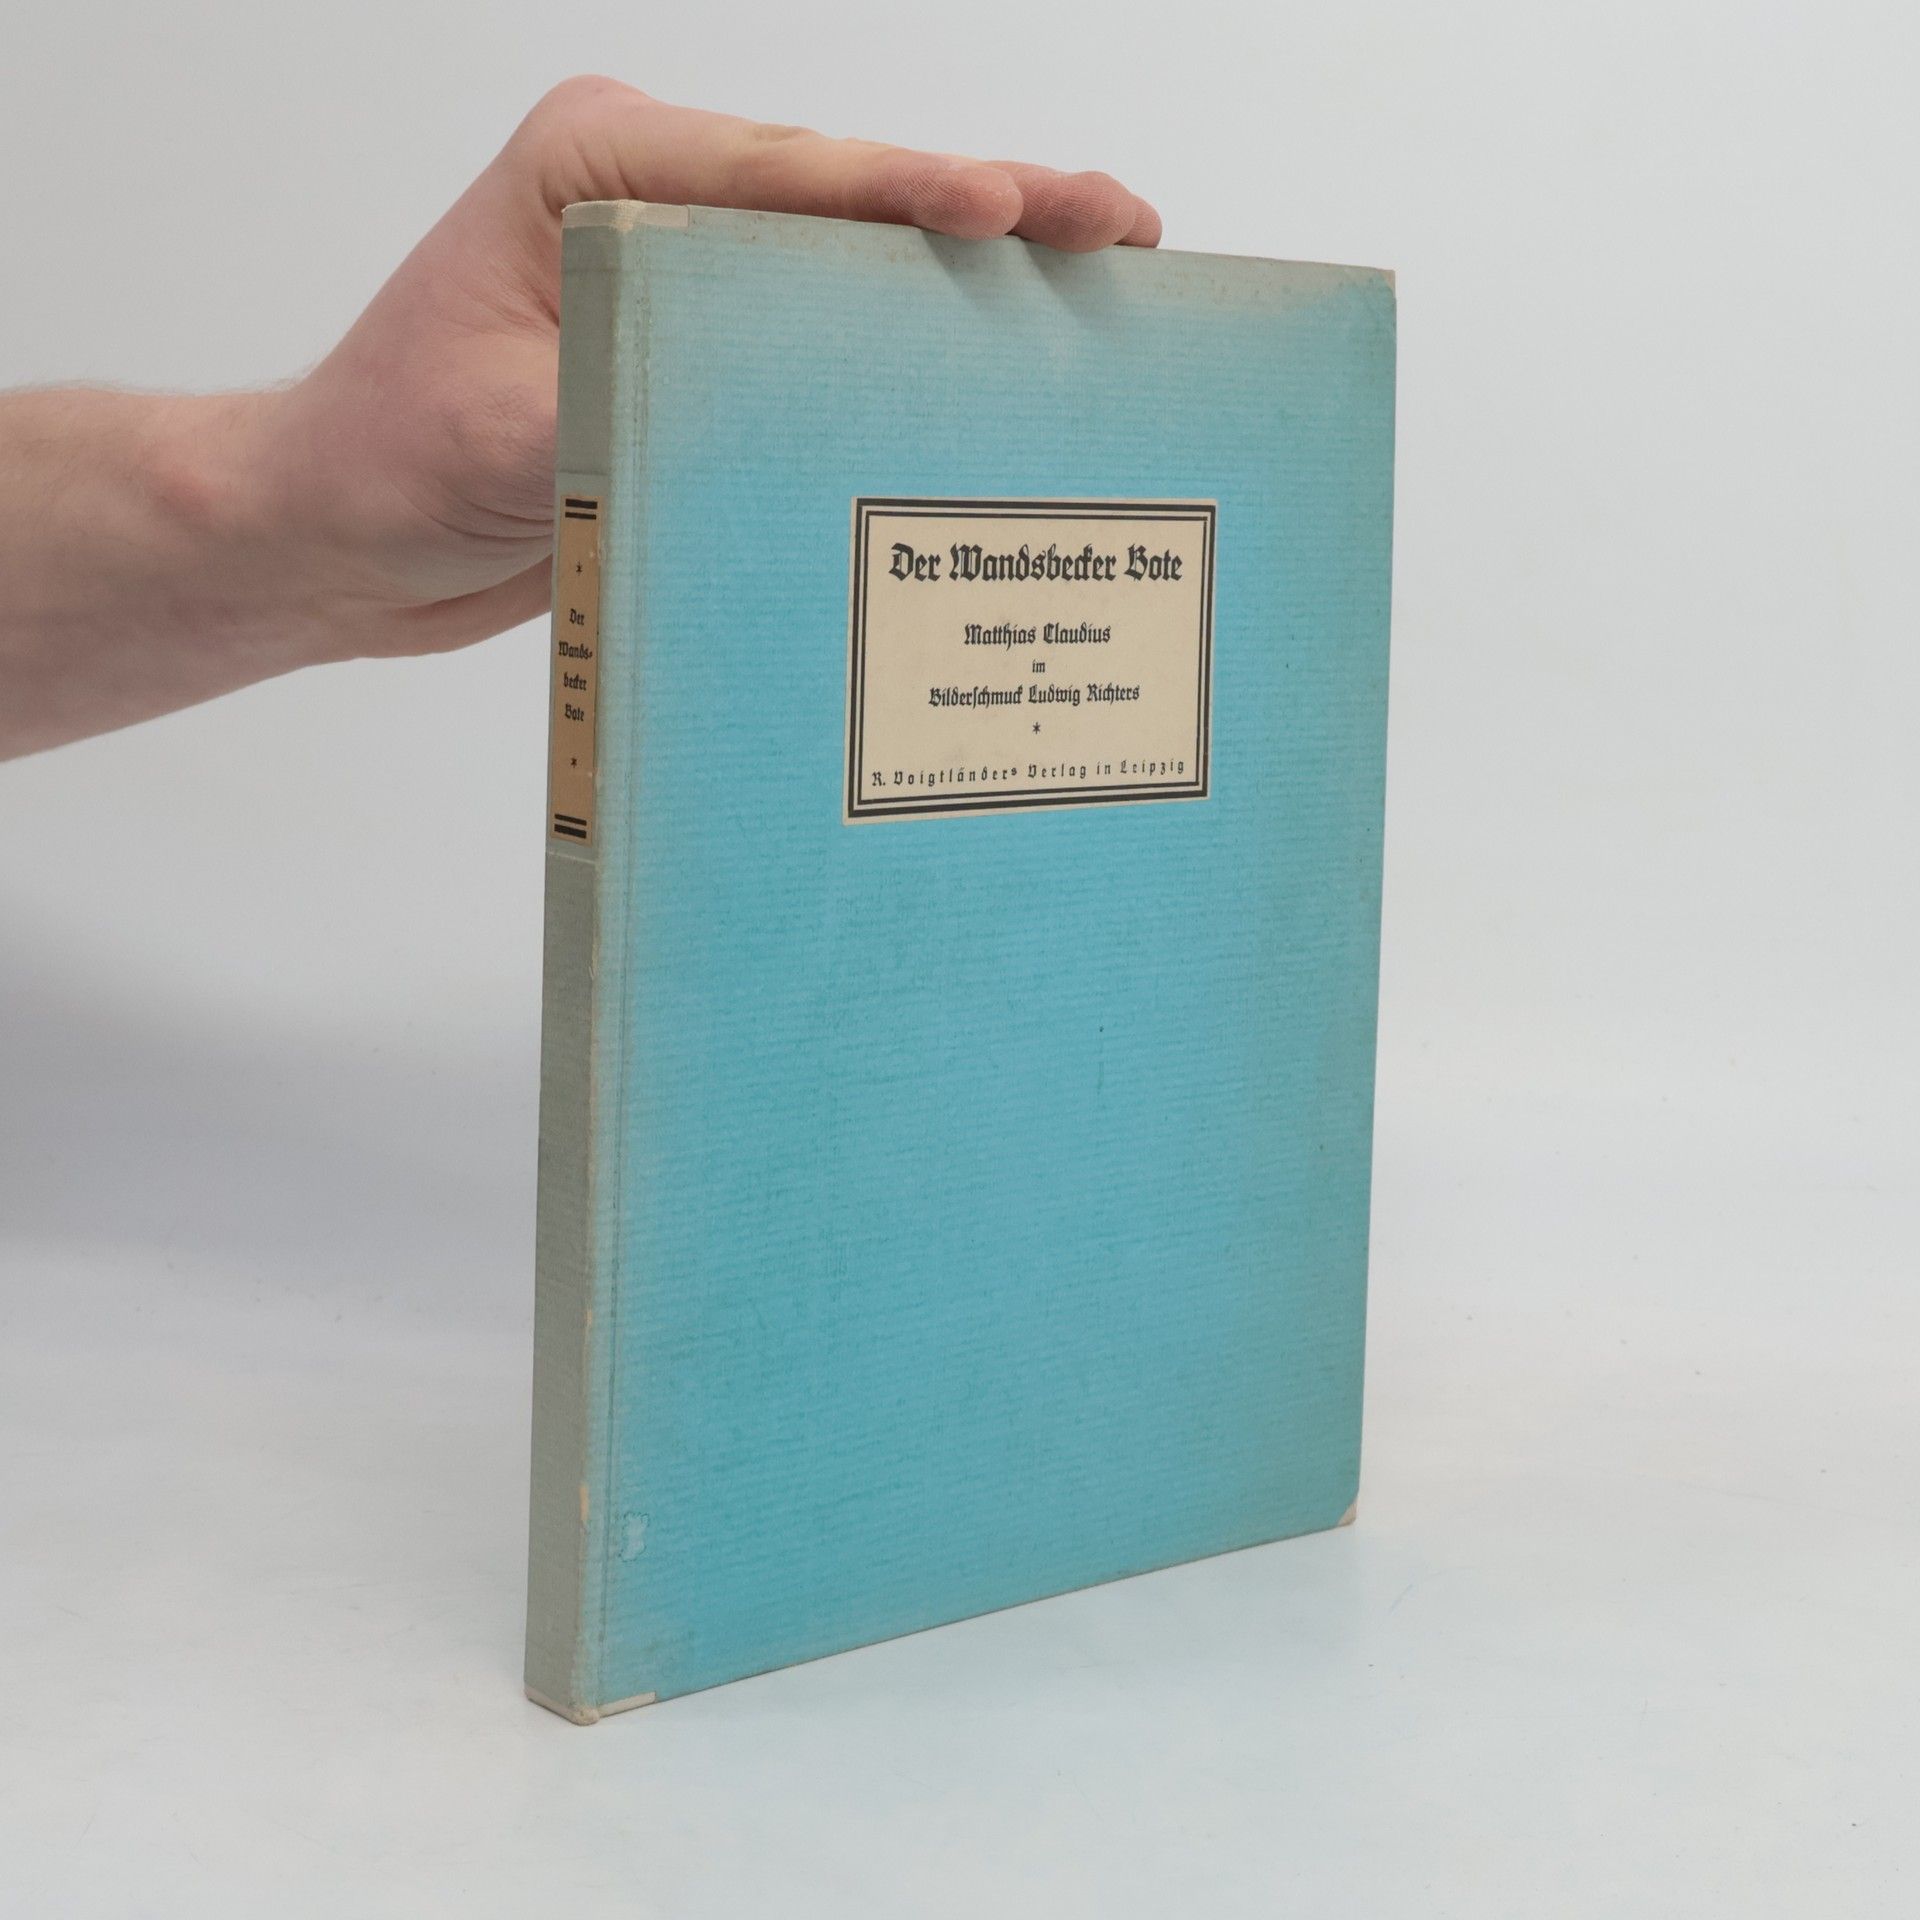 Der Wandsbecker Bote
Matthias Claudius
im
Bilderschmuck Ludwig Richters
*
R. Voigtländers Verlag in Leipzig
*
Der
Wands=
becker
Bote
*